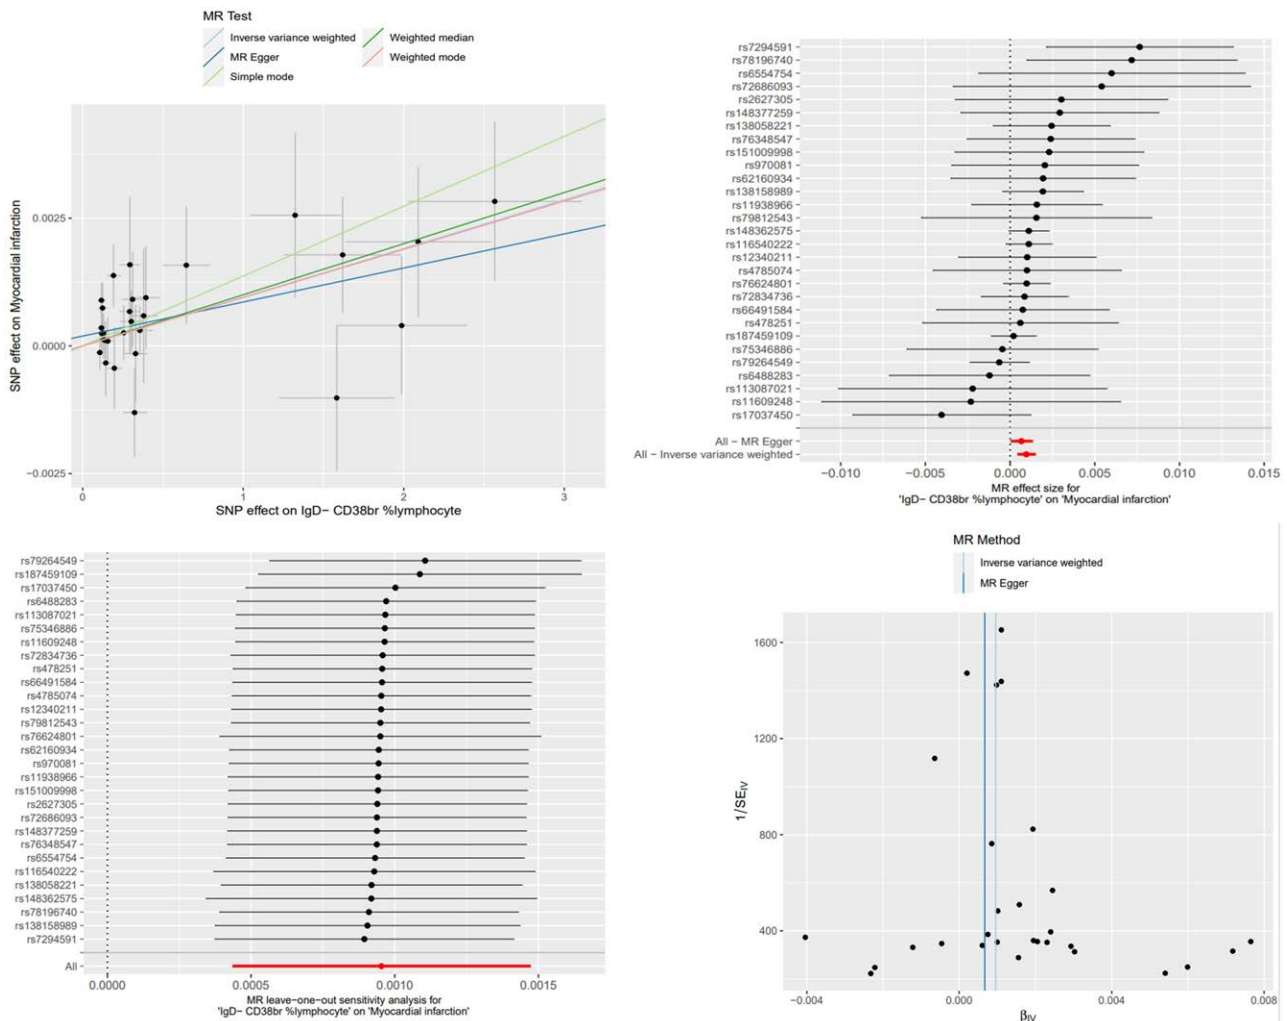 MR Test
Inverse variance weighted
Weighted median
MR Egger
Weighted mode
Simple mode
SNP effect on Myocardial infarction
0.0025
0.0000
−0.0025
0
1
2
3
SNP effect on IgD− CD38br %lymphocyte
rs7294591
rs78196740
rs6554754
rs72686093
rs2627305
rs148377259
rs138058221
rs76348547
rs151009998
rs970081
rs62160934
rs138158989
rs11938966
rs79812543
rs148362575
rs116540222
rs12340211
rs4785074
rs76624801
rs72834736
rs66491584
rs478251
rs187459109
rs75346886
rs79264549
rs6488283
rs113087021
rs11609248
rs17037450
All − MR Egger
All − Inverse variance weighted
−0.010
−0.005
0.000
0.005
0.010
0.015
MR effect size for
'IgD− CD38br %lymphocyte' on 'Myocardial infarction'
rs79264549
rs187459109
rs17037450
rs6488283
rs113087021
rs75346886
rs11609248
rs72834736
rs478251
rs66491584
rs4785074
rs12340211
rs79812543
rs76624801
rs62160934
rs970081
rs11938966
rs151009998
rs2627305
rs72686093
rs148377259
rs76348547
rs6554754
rs116540222
rs138058221
rs148362575
rs78196740
rs138158989
rs7294591
All
0.0000
0.0005
0.0010
0.0015
MR leave−one−out sensitivity analysis for
'IgD− CD38br %lymphocyte' on 'Myocardial infarction'
MR Method
Inverse variance weighted
MR Egger
1/SE_IV
1600
1200
800
400
−0.004
0.000
0.004
0.008
β_IV